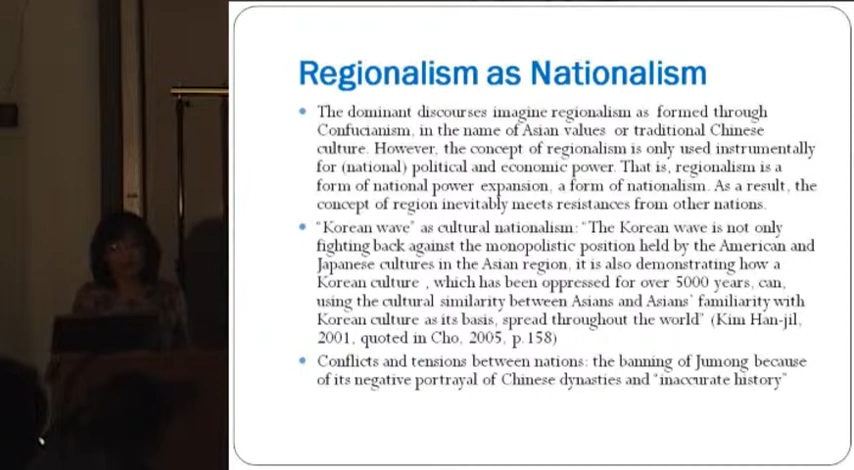 Regionalism as Nationalism
• The dominant discourses imagine regionalism as formed through
Confucianism, in the name of Asian values or traditional Chinese
culture. However, the concept of regionalism is only used instrumentally
for (national) political and economic power. That is, regionalism is a
form of national power expansion, a form of nationalism. As a result, the
concept of region inevitably meets resistances from other nations.
• "Korean wave" as cultural nationalism: "The Korean wave is not only
fighting back against the monopolistic position held by the American and
Japanese cultures in the Asian region, it is also demonstrating how a
Korean culture , which has been oppressed for over 5000 years, can,
using the cultural similarity between Asians and Asians' familiarity with
Korean culture as its basis, spread throughout the world" (Kim Han-jil,
2001, quoted in Cho, 2005, p.158)
• Conflicts and tensions between nations: the banning of Jumong because
of its negative portrayal of Chinese dynasties and "inaccurate history"